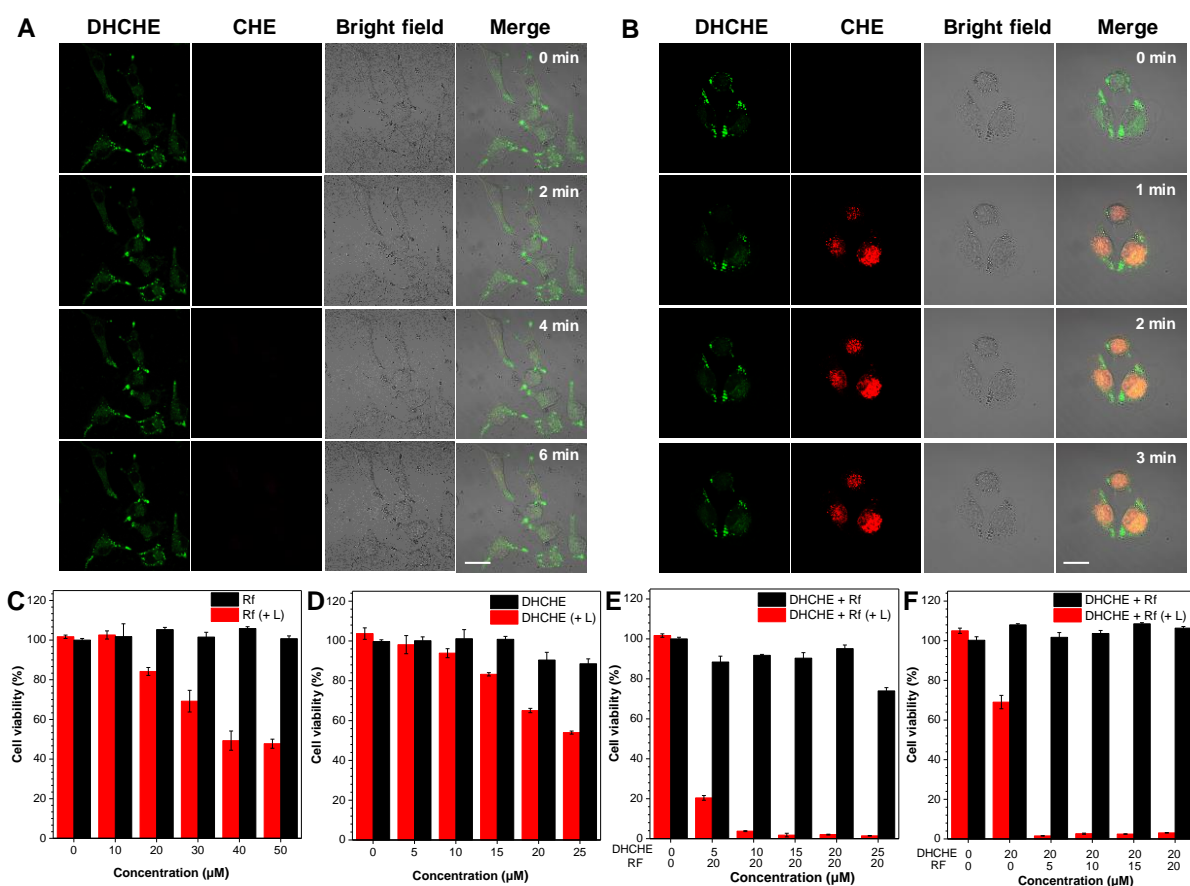 A
DHCHE CHE Bright field Merge
0 min
2 min
4 min
6 min
B
DHCHE CHE Bright field Merge
0 min
1 min
2 min
3 min
C
Rf
Rf (+ L)
Cell viability (%)
120
100
80
60
40
20
0
0 10 20 30 40 50
Concentration (µM)
D
DHCHE
DHCHE (+ L)
Cell viability (%)
120
100
80
60
40
20
0
0 5 10 15 20 25
Concentration (µM)
E
DHCHE + Rf
DHCHE + Rf (+ L)
Cell viability (%)
120
100
80
60
40
20
0
DHCHE 0 5 10 15 20 25
RF 0 20 20 20 20 20
Concentration (µM)
F
DHCHE + Rf
DHCHE + Rf (+ L)
Cell viability (%)
120
100
80
60
40
20
0
DHCHE 0 20 20 20 20 20
RF 0 0 5 10 15 20
Concentration (µM)